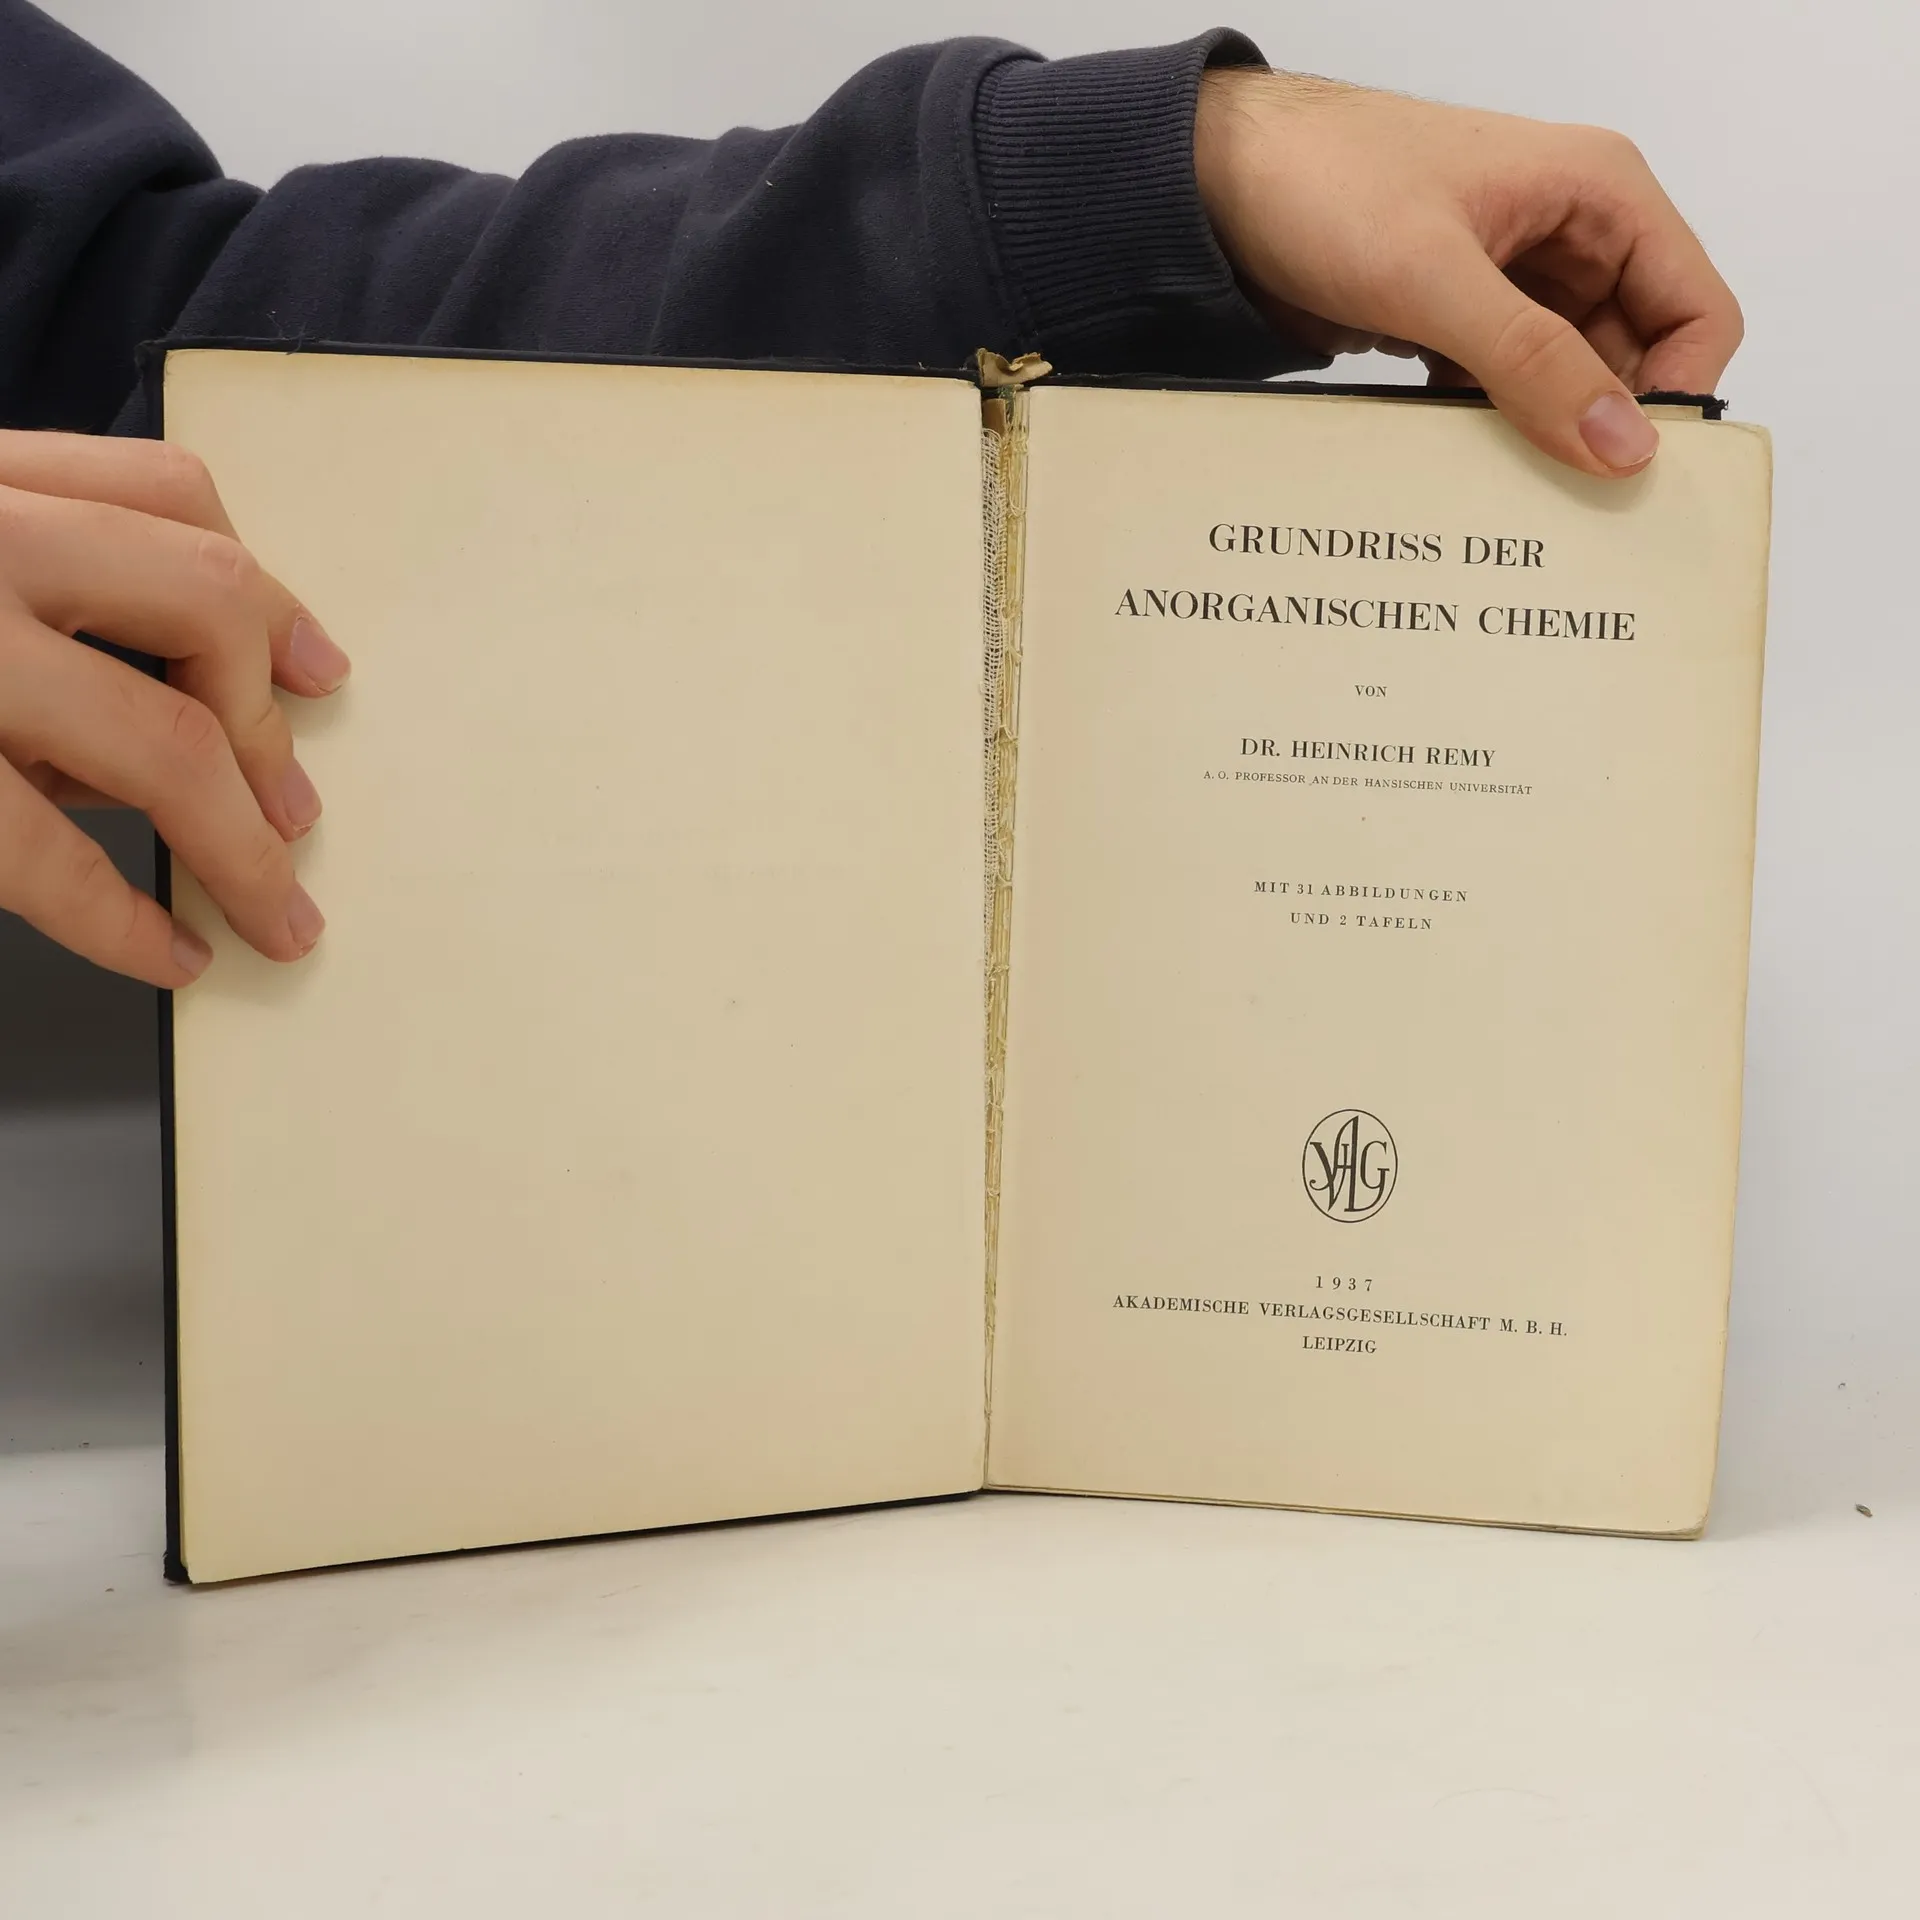 GRUNDRISS DER
ANORGANISCHEN CHEMIE
VON
DR. HEINRICH REMY
A. O. PROFESSOR AN DER HANSISCHEN UNIVERSITÄT
MIT 31 ABBILDUNGEN
UND 2 TAFELN
VAG
1937
AKADEMISCHE VERLAGSGESELLSCHAFT M. B. H.
LEIPZIG